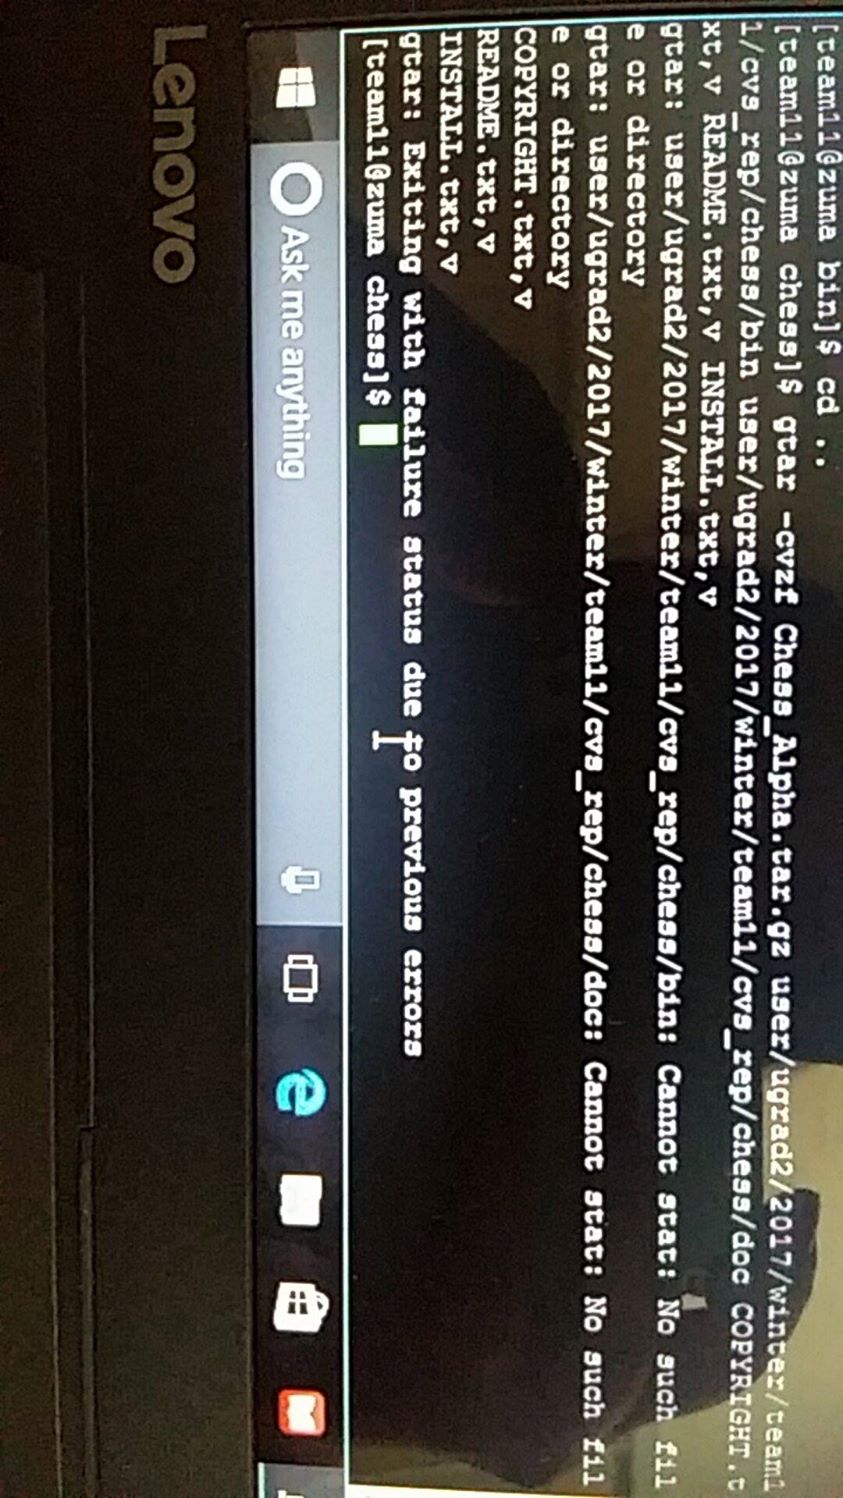 [team11@zuma bin]$ cd ..
[team11@zuma chess]$ gtar -cvzf Chess_Alpha.tar.gz user/ugrad2/2017/winter/team1
1/cvs_rep/chess/bin user/ugrad2/2017/winter/team11/cvs_rep/chess/doc COPYRIGHT.t
xt,v README.txt,v INSTALL.txt,v
gtar: user/ugrad2/2017/winter/team11/cvs_rep/chess/bin: Cannot stat: No such fil
e or directory
gtar: user/ugrad2/2017/winter/team11/cvs_rep/chess/doc: Cannot stat: No such fil
e or directory
COPYRIGHT.txt,v
README.txt,v
INSTALL.txt,v
gtar: Exiting with failure status due to previous errors
[team11@zuma chess]$
Ask me anything
Lenovo